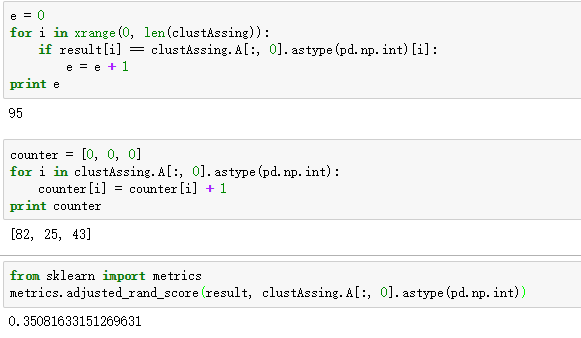 e = 0
for i in xrange(0, len(clustAssing)):
    if result[i] == clustAssing.A[:, 0].astype(pd.np.int)[i]:
        e = e + 1
print e
95
counter = [0, 0, 0]
for i in clustAssing.A[:, 0].astype(pd.np.int):
    counter[i] = counter[i] + 1
print counter
[82, 25, 43]
from sklearn import metrics
metrics.adjusted_rand_score(result, clustAssing.A[:, 0].astype(pd.np.int))
0.35081633151269631